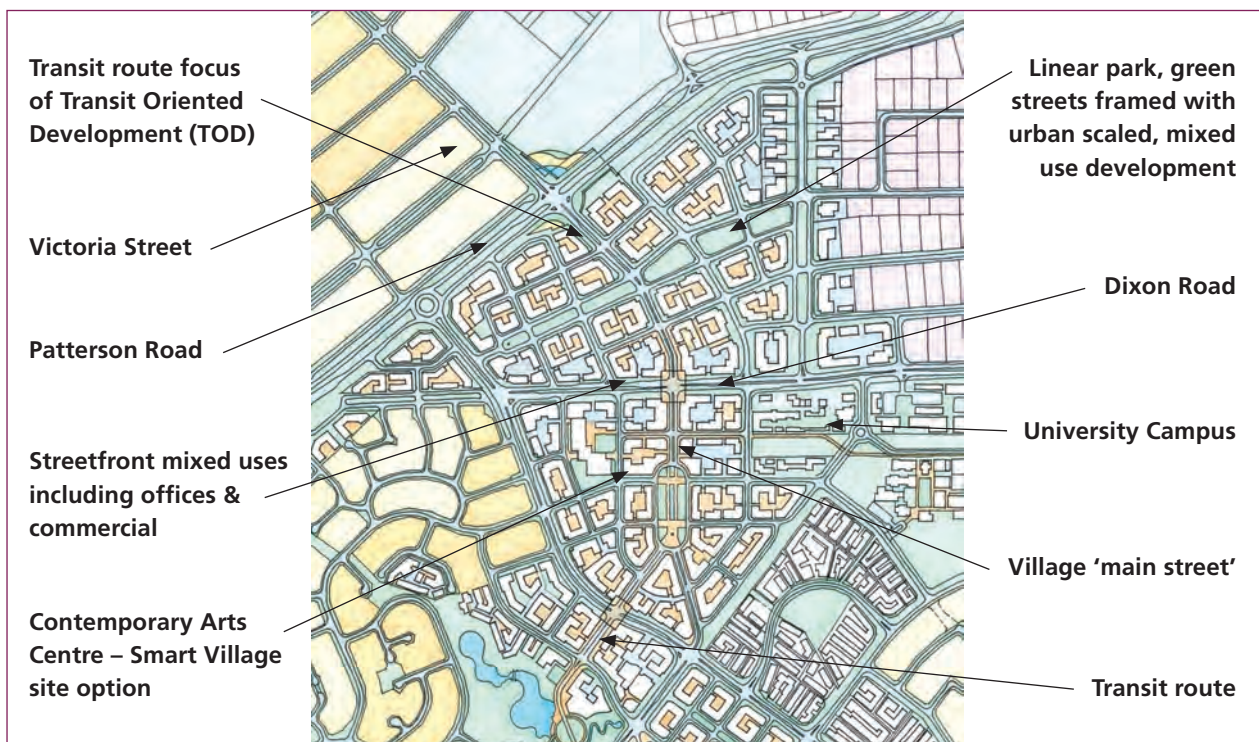 Transit route focus
of Transit Oriented
Development (TOD)
Victoria Street
Patterson Road
Streetfront mixed uses
including offices &
commercial
Contemporary Arts
Centre – Smart Village
site option
Linear park, green
streets framed with
urban scaled, mixed
use development
Dixon Road
University Campus
Village ‘main street’
Transit route